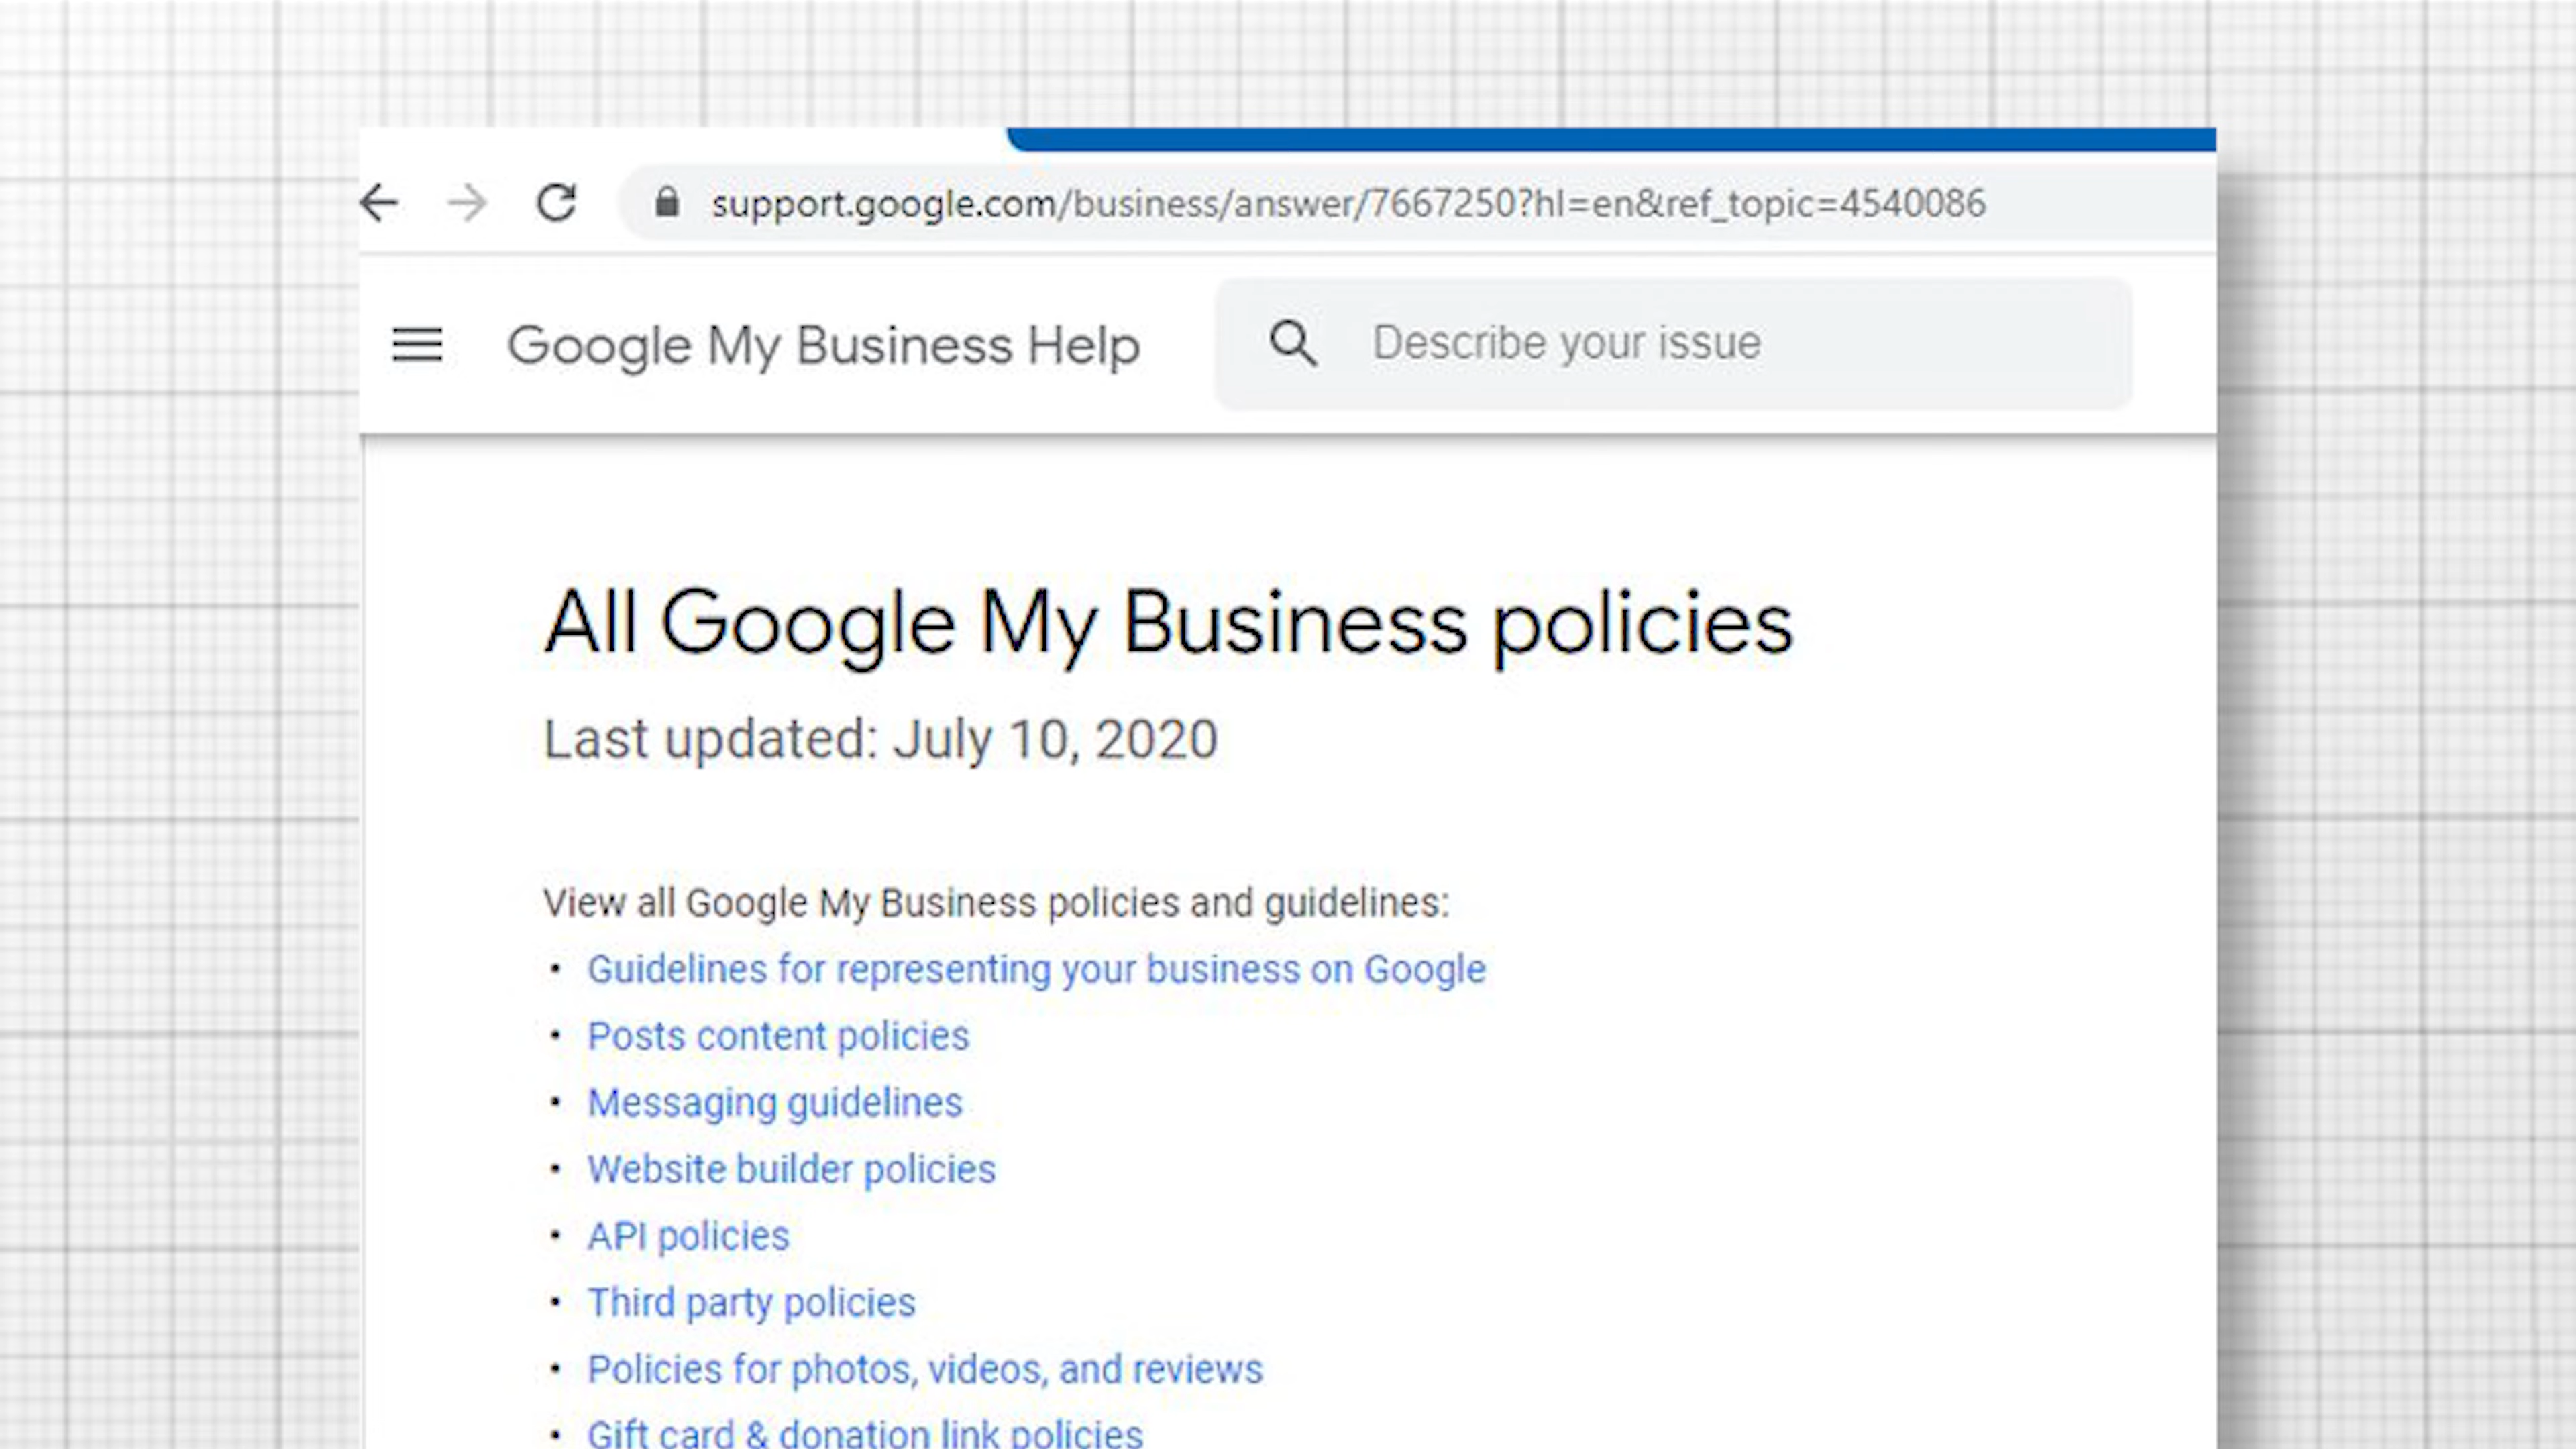 support.google.com/business/answer/7667250?hl=en&ref_topic=4540086
Google My Business Help
Describe your issue
All Google My Business policies
Last updated: July 10, 2020
View all Google My Business policies and guidelines:
• Guidelines for representing your business on Google
• Posts content policies
• Messaging guidelines
• Website builder policies
• API policies
• Third party policies
• Policies for photos, videos, and reviews
• Gift card & donation link policies